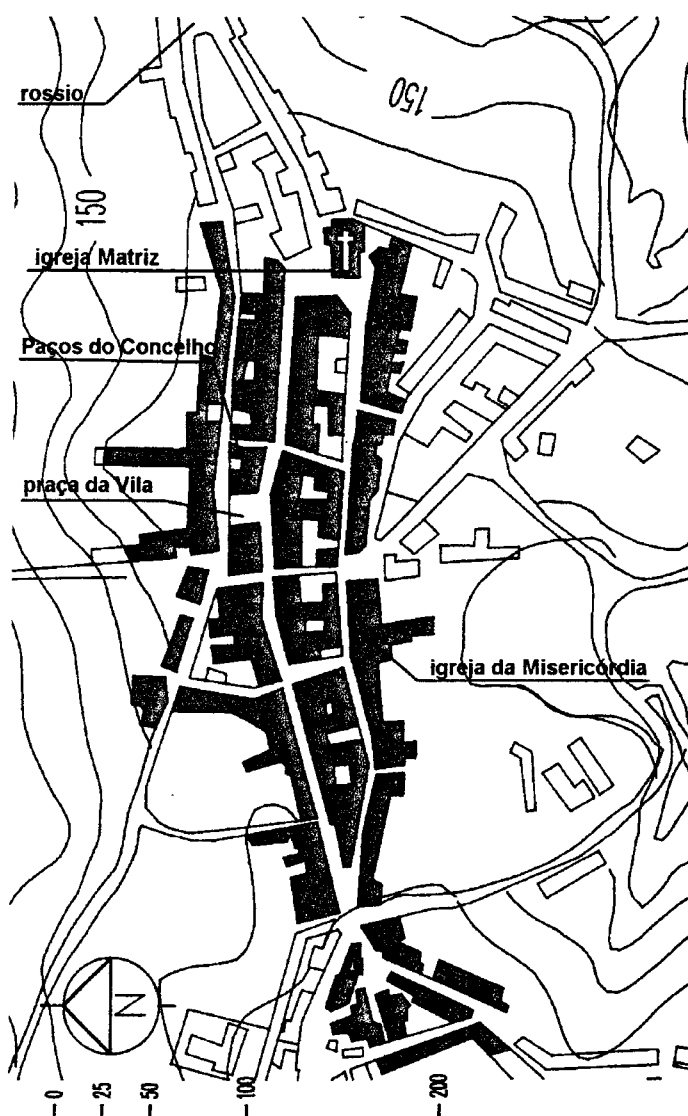 rossio
150
150
igreja Matriz
Paços do Concelho
praça da Vila
igreja da Misericórdia
N
0
25
50
100
200